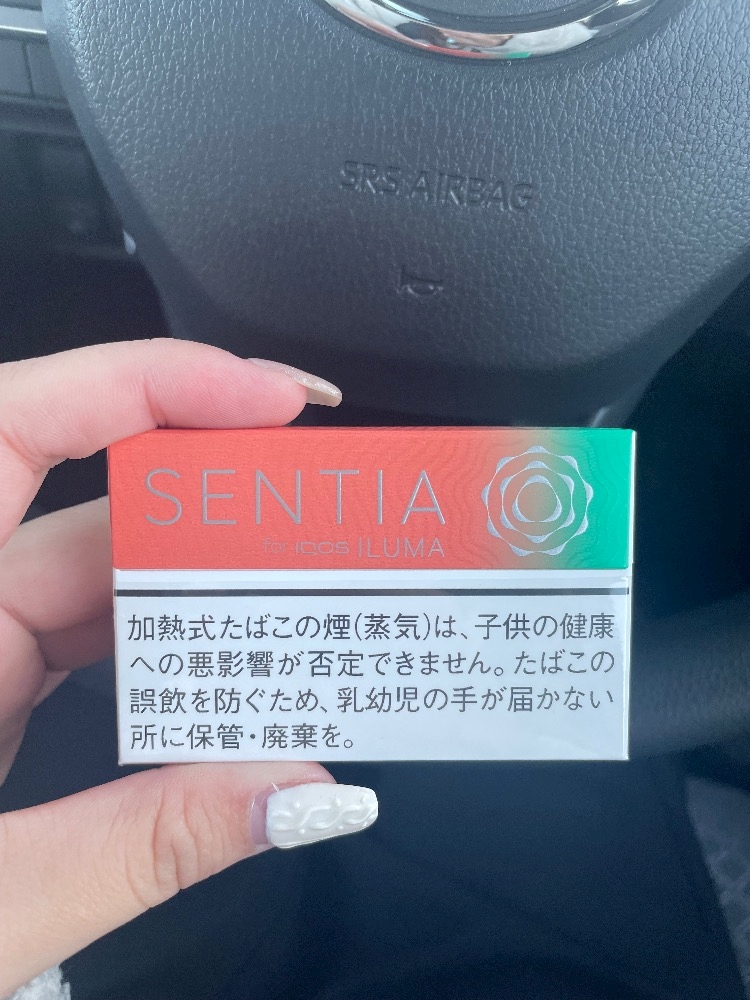 SRS AIRBAG
SENTIA
for IQOS ILUMA
加熱式たばこの煙(蒸気)は、子供の健康
への悪影響が否定できません。たばこの
誤飲を防ぐため、乳幼児の手が届かない
所に保管・廃棄を。